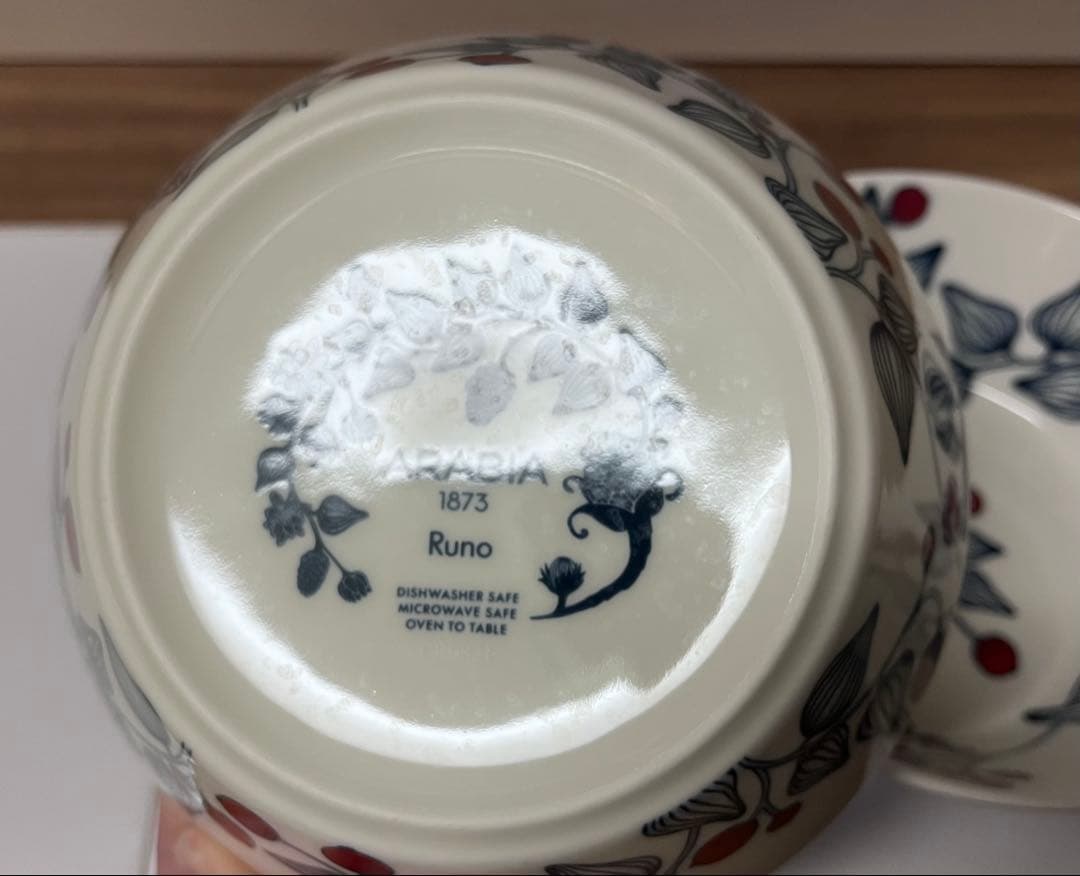 ARABIA
1873
Runo
DISHWASHER SAFE
MICROWAVE SAFE
OVEN TO TABLE